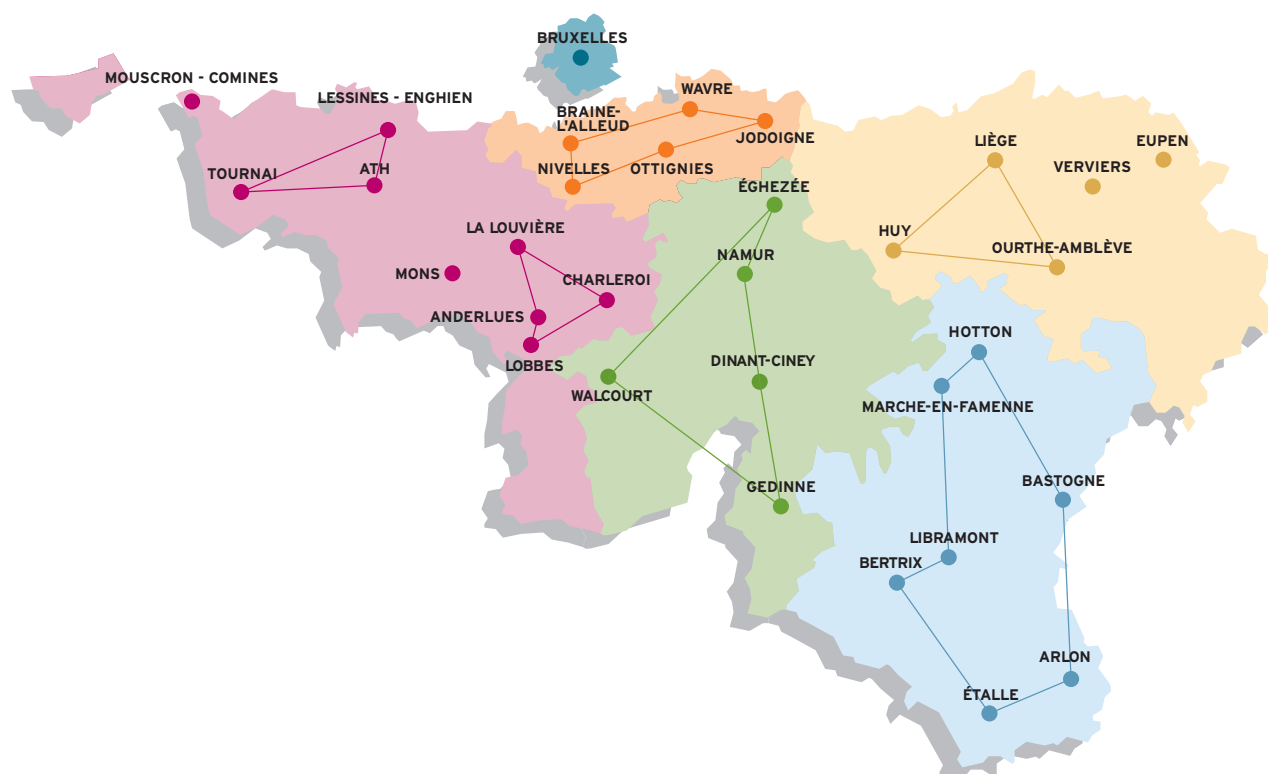 BRUXELLES
MOUSCRON - COMINES
WAVRE
LESSINES - ENGHIEN
BRAINE-
L'ALLEUD
JODOIGNE
LIÈGE
EUPEN
VERVIERS
TOURNAI
ATH
NIVELLES
OTTIGNIES
ÉGHEZÉE
LA LOUVIÈRE
HUY
OURTHE-AMBLÈVE
NAMUR
MONS
CHARLEROI
ANDERLUES
HOTTON
LOBBES
DINANT-CINEY
WALCOURT
MARCHE-EN-FAMENNE
GEDINNE
BASTOGNE
LIBRAMONT
BERTRIX
ARLON
ÉTALLE